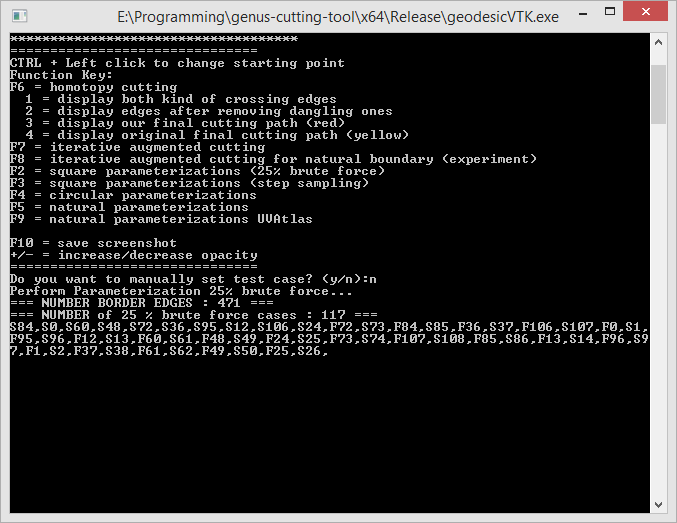 E:\Programming\genus-cutting-tool\x64\Release\geodesicVTK.exe
************************************
===============================
CTRL + Left click to change starting point
Function Key:
F6 = homotopy cutting
  1 = display both kind of crossing edges
  2 = display edges after removing dangling ones
  3 = display our final cutting path (red)
  4 = display original final cutting path (yellow)
F7 = iterative augmented cutting
F8 = iterative augmented cutting for natural boundary (experiment)
F2 = square parameterizations (25% brute force)
F3 = square parameterizations (step sampling)
F4 = circular parameterizations
F5 = natural parameterizations
F9 = natural parameterizations UVAtlas
F10 = save screenshot
+/- = increase/decrease opacity
===============================
Do you want to manually set test case? (y/n):n
Perform Parameterization 25% brute force...
=== NUMBER BORDER EDGES : 471 ===
=== NUMBER of 25 % brute force cases : 117 ===
S84,S0,S60,S48,S72,S36,S95,S12,S106,S24,F72,S73,F84,S85,F36,S37,F106,S107,F0,S1,
F95,S96,F12,S13,F60,S61,F48,S49,F24,S25,F73,S74,F107,S108,F85,S86,F13,S14,F96,S9
7,F1,S2,F37,S38,F61,S62,F49,S50,F25,S26,